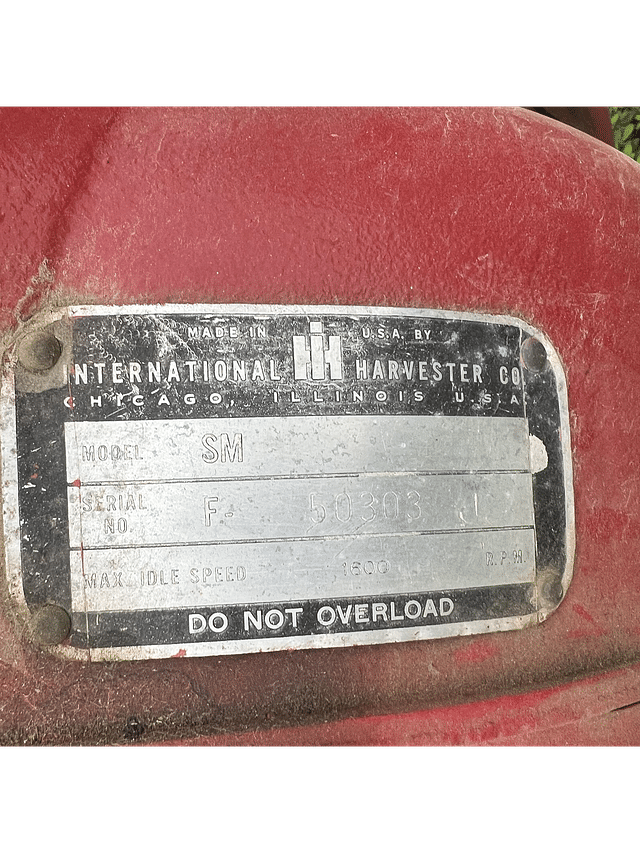 MADE IN U.S.A. BY
INTERNATIONAL IH HARVESTER CO
CHICAGO, ILLINOIS U.S.A.
MODEL SM
SERIAL NO. F- 50303 J
MAX. IDLE SPEED 1600 R.P.M.
DO NOT OVERLOAD